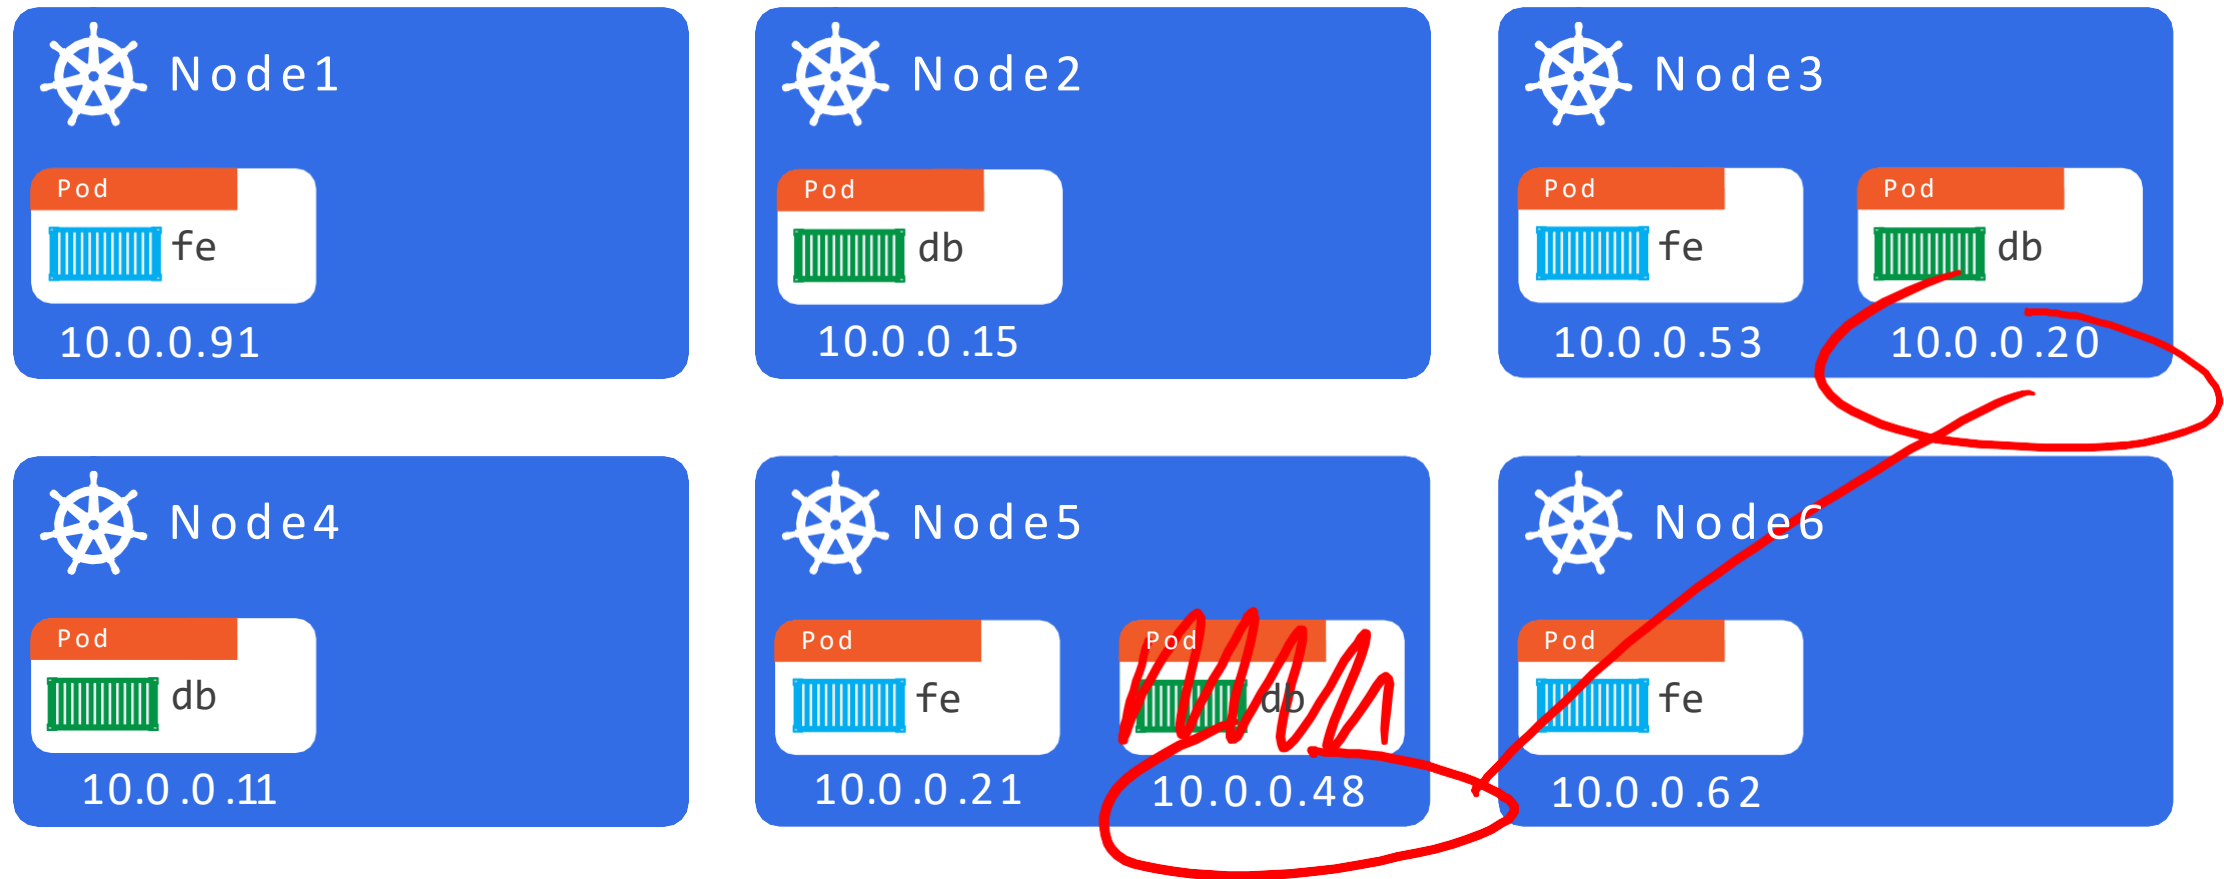 Node1
Pod
fe
10.0.0.91
Node2
Pod
db
10.0.0.15
Node3
Pod
fe
10.0.0.53
Pod
db
10.0.0.20
Node4
Pod
db
10.0.0.11
Node5
Pod
fe
10.0.0.21
Pod
db
10.0.0.48
Node6
Pod
fe
10.0.0.62